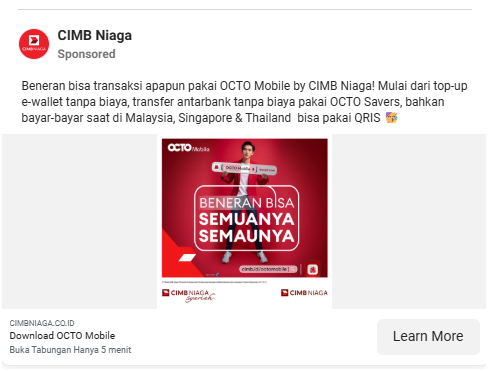 CIMB Niaga
Sponsored
Beneran bisa transaksi apapun pakai OCTO Mobile by CIMB Niaga! Mulai dari top-up
e-wallet tanpa biaya, transfer antarbank tanpa biaya pakai OCTO Savers, bahkan
bayar-bayar saat di Malaysia, Singapore & Thailand bisa pakai QRIS
OCTO Mobile
OCTO Mobile
BENERAN BISA
SEMUANYA
SEMAUNYA
cimb.id/octomobile
CIMB NIAGA
Syariah
CIMB NIAGA
CIMBNIAGA.CO.ID
Download OCTO Mobile
Buka Tabungan Hanya 5 menit
Learn More